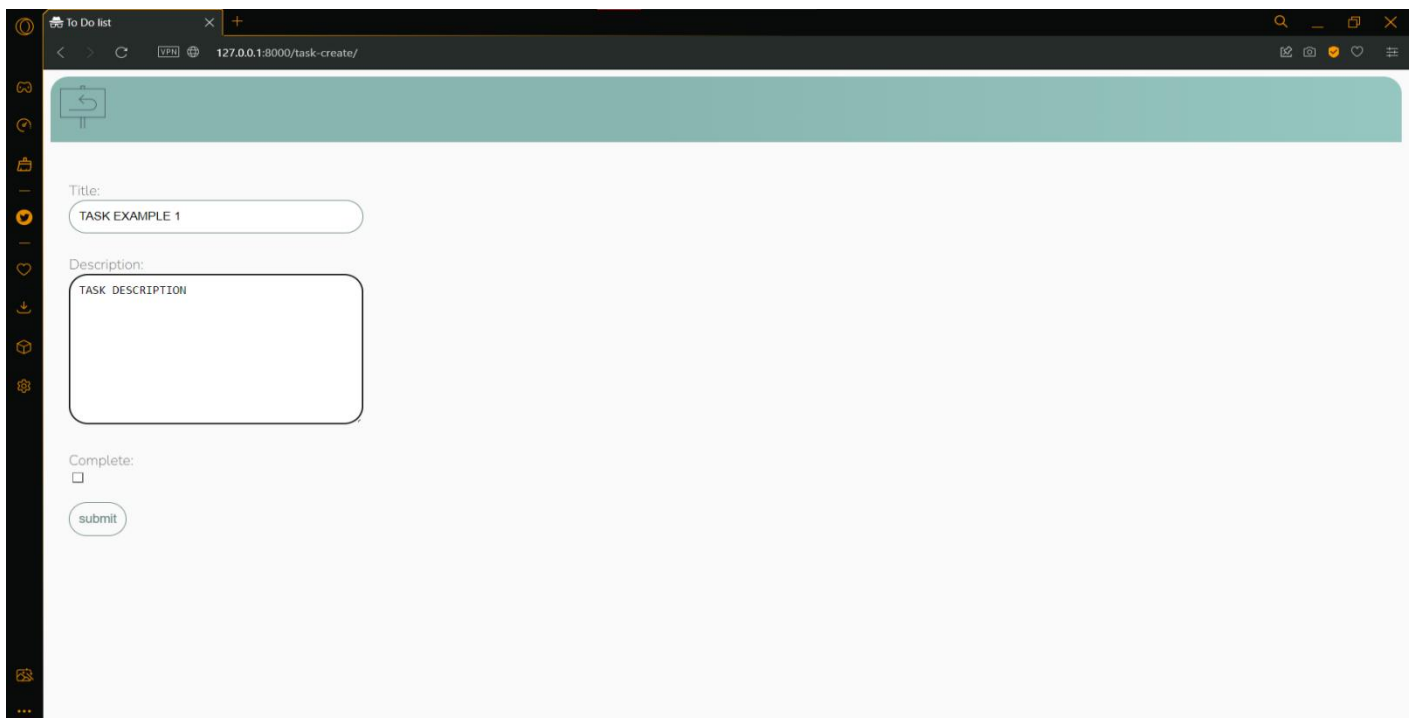 To Do list
VPN 127.0.0.1:8000/task-create/
Title:
TASK EXAMPLE 1
Description:
TASK DESCRIPTION
Complete:
submit